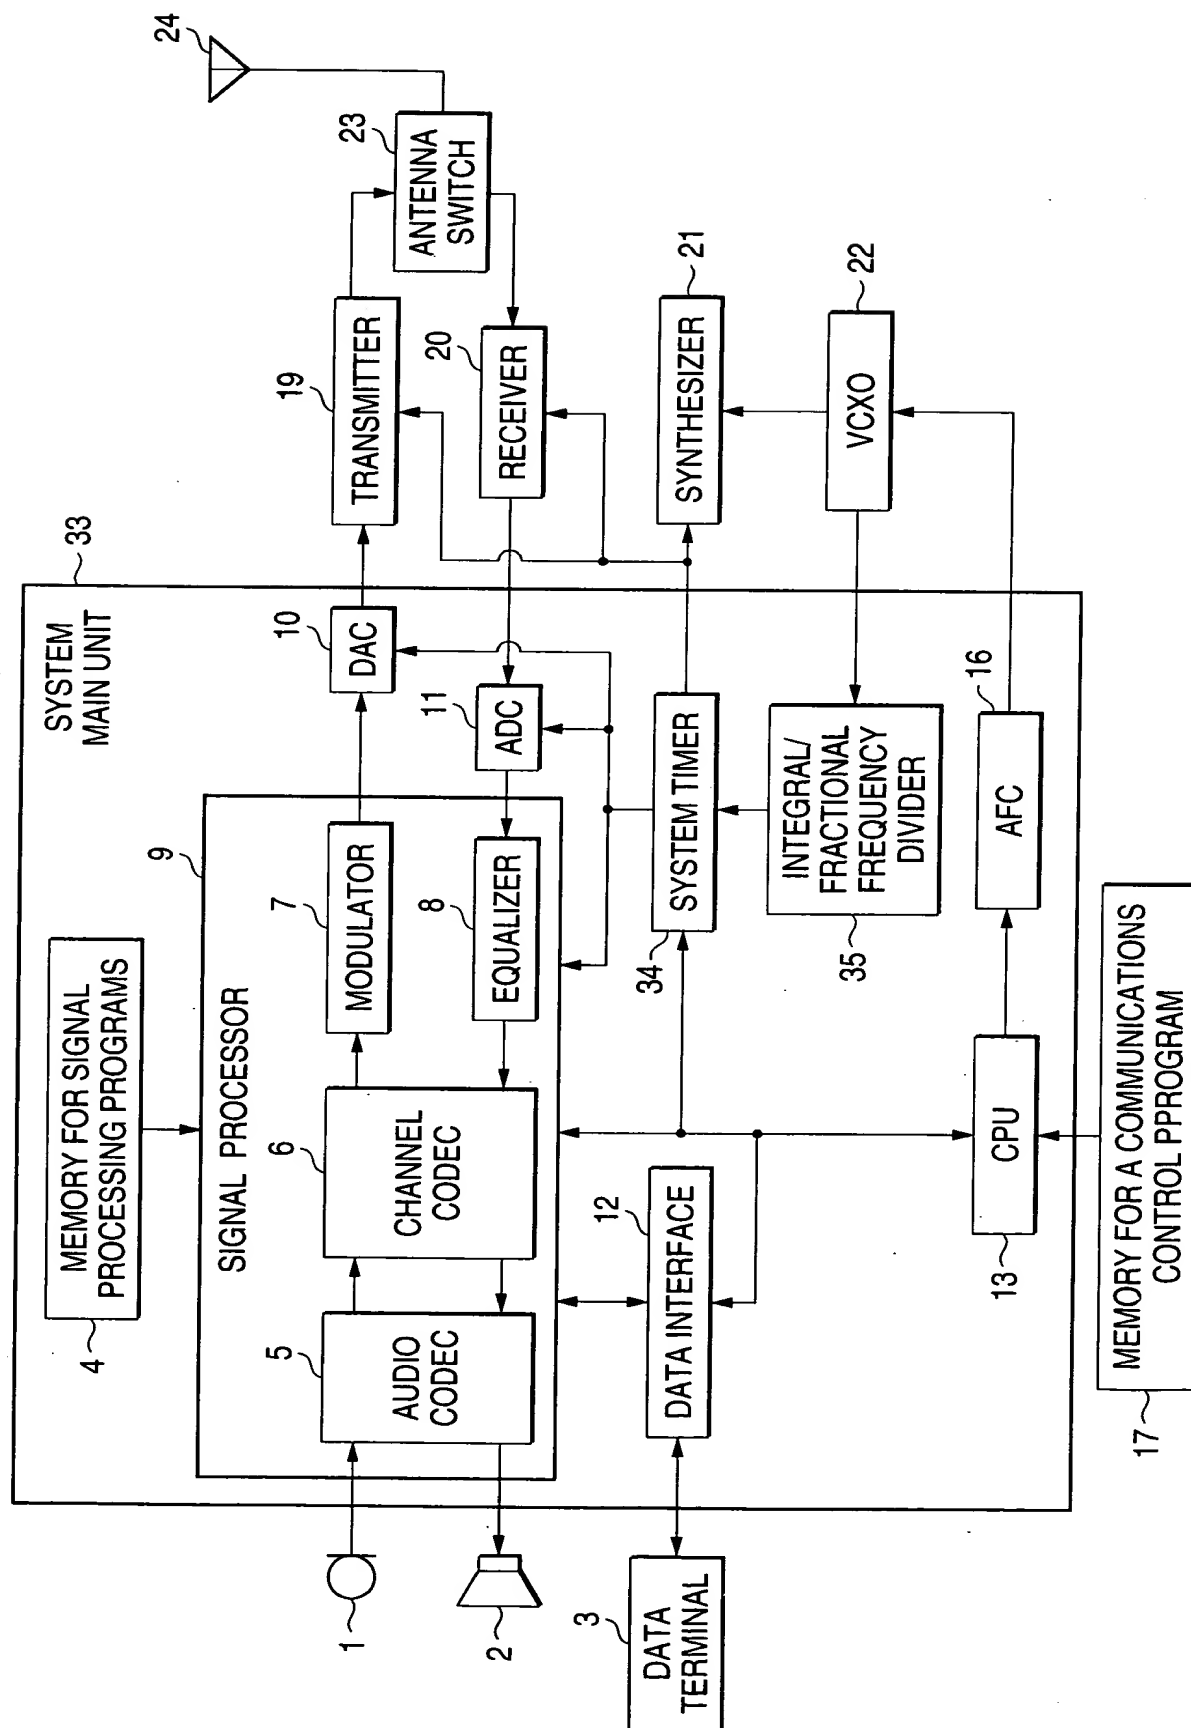 24
23
ANTENNA
SWITCH
19
TRANSMITTER
20
RECEIVER
21
SYNTHESIZER
22
VCXO
33
SYSTEM
MAIN UNIT
10
DAC
11
ADC
16
AFC
34
SYSTEM TIMER
35
INTEGRAL/
FRACTIONAL
FREQUENCY
DIVIDER
9
SIGNAL PROCESSOR
7
MODULATOR
8
EQUALIZER
6
CHANNEL
CODEC
5
AUDIO
CODEC
4
MEMORY FOR SIGNAL
PROCESSING PROGRAMS
12
DATA INTERFACE
13
CPU
17
MEMORY FOR A COMMUNICATIONS
CONTROL PPROGRAM
1
2
3
DATA
TERMINAL